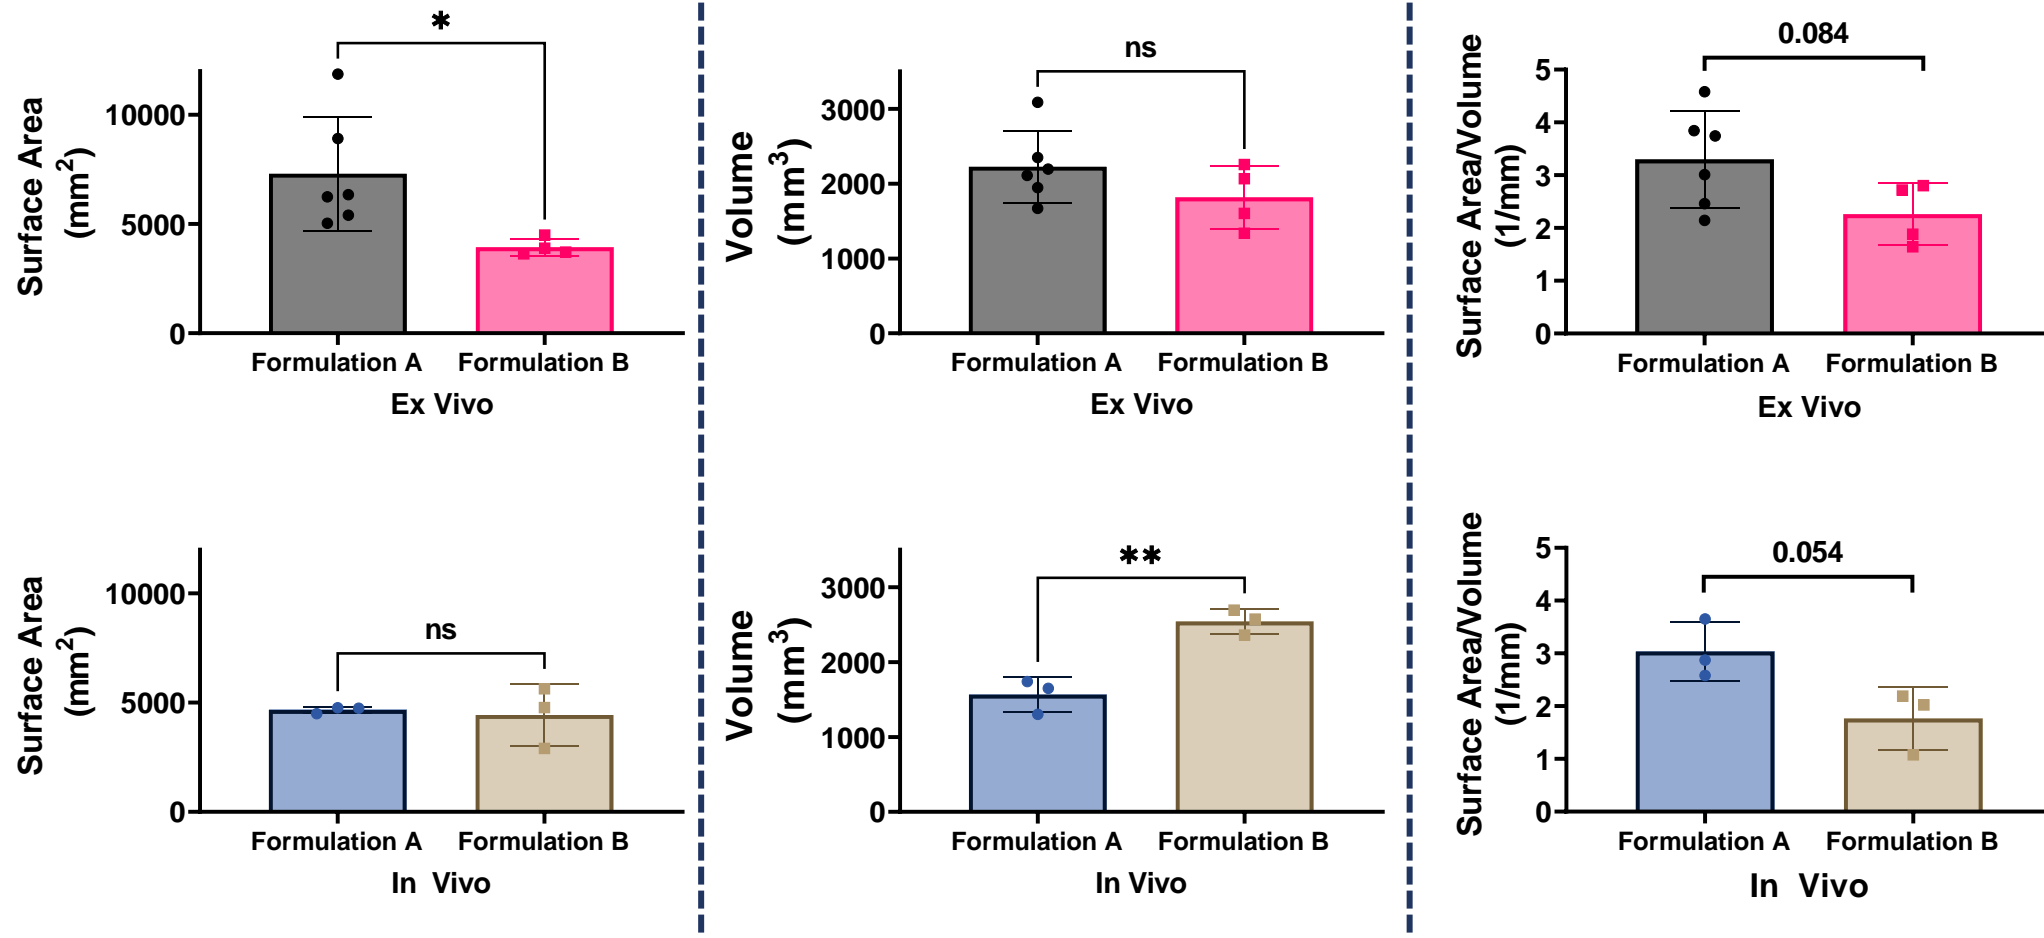 *
Surface Area
(mm²)
10000
5000
0
Formulation A
Formulation B
Ex Vivo
ns
Volume
(mm³)
3000
2000
1000
0
Formulation A
Formulation B
Ex Vivo
0.084
Surface Area/Volume
(1/mm)
5
4
3
2
1
0
Formulation A
Formulation B
Ex Vivo
ns
Surface Area
(mm²)
10000
5000
0
Formulation A
Formulation B
In Vivo
**
Volume
(mm³)
3000
2000
1000
0
Formulation A
Formulation B
In Vivo
0.054
Surface Area/Volume
(1/mm)
5
4
3
2
1
0
Formulation A
Formulation B
In Vivo